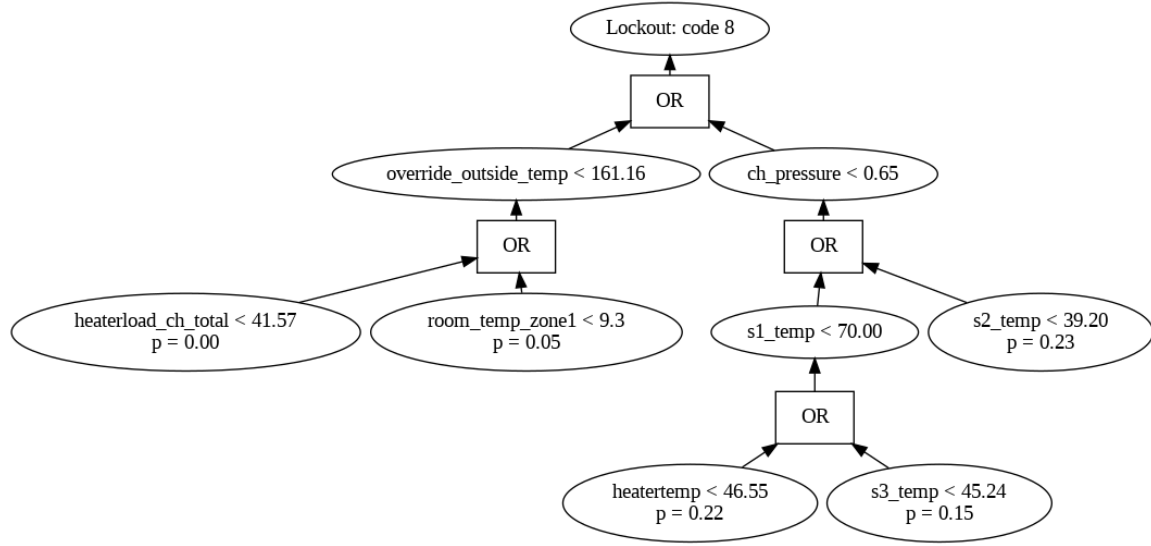 Lockout: code 8
OR
override_outside_temp < 161.16
ch_pressure < 0.65
OR
OR
heaterload_ch_total < 41.57
p = 0.00
room_temp_zone1 < 9.3
p = 0.05
s1_temp < 70.00
s2_temp < 39.20
p = 0.23
OR
heatertemp < 46.55
p = 0.22
s3_temp < 45.24
p = 0.15